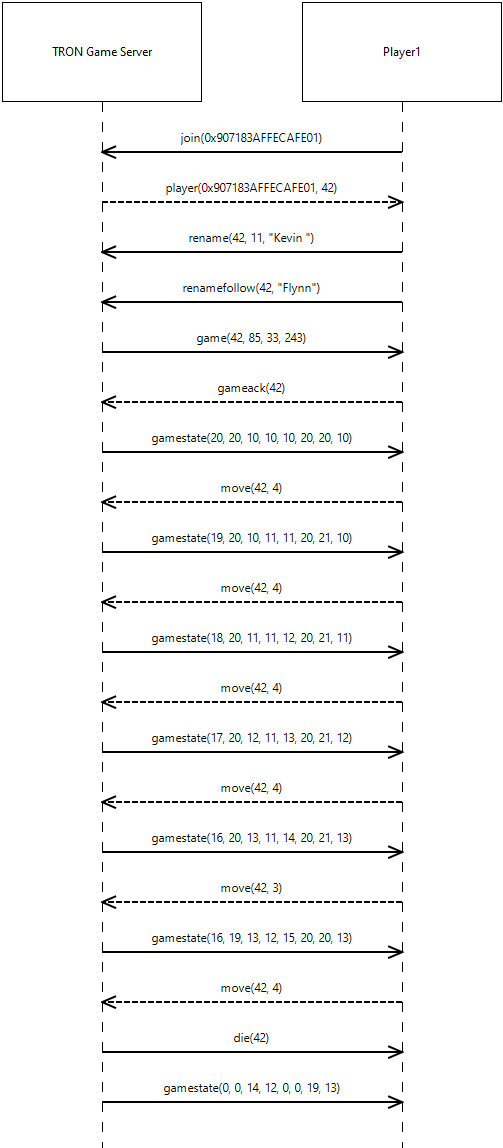 TRON Game Server
Player1
join(0x907183AFFECAFE01)
player(0x907183AFFECAFE01, 42)
rename(42, 11, "Kevin ")
renamefollow(42, "Flynn")
game(42, 85, 33, 243)
gameack(42)
gamestate(20, 20, 10, 10, 10, 20, 20, 10)
move(42, 4)
gamestate(19, 20, 10, 11, 11, 20, 21, 10)
move(42, 4)
gamestate(18, 20, 11, 11, 12, 20, 21, 11)
move(42, 4)
gamestate(17, 20, 12, 11, 13, 20, 21, 12)
move(42, 4)
gamestate(16, 20, 13, 11, 14, 20, 21, 13)
move(42, 3)
gamestate(16, 19, 13, 12, 15, 20, 20, 13)
move(42, 4)
die(42)
gamestate(0, 0, 14, 12, 0, 0, 19, 13)